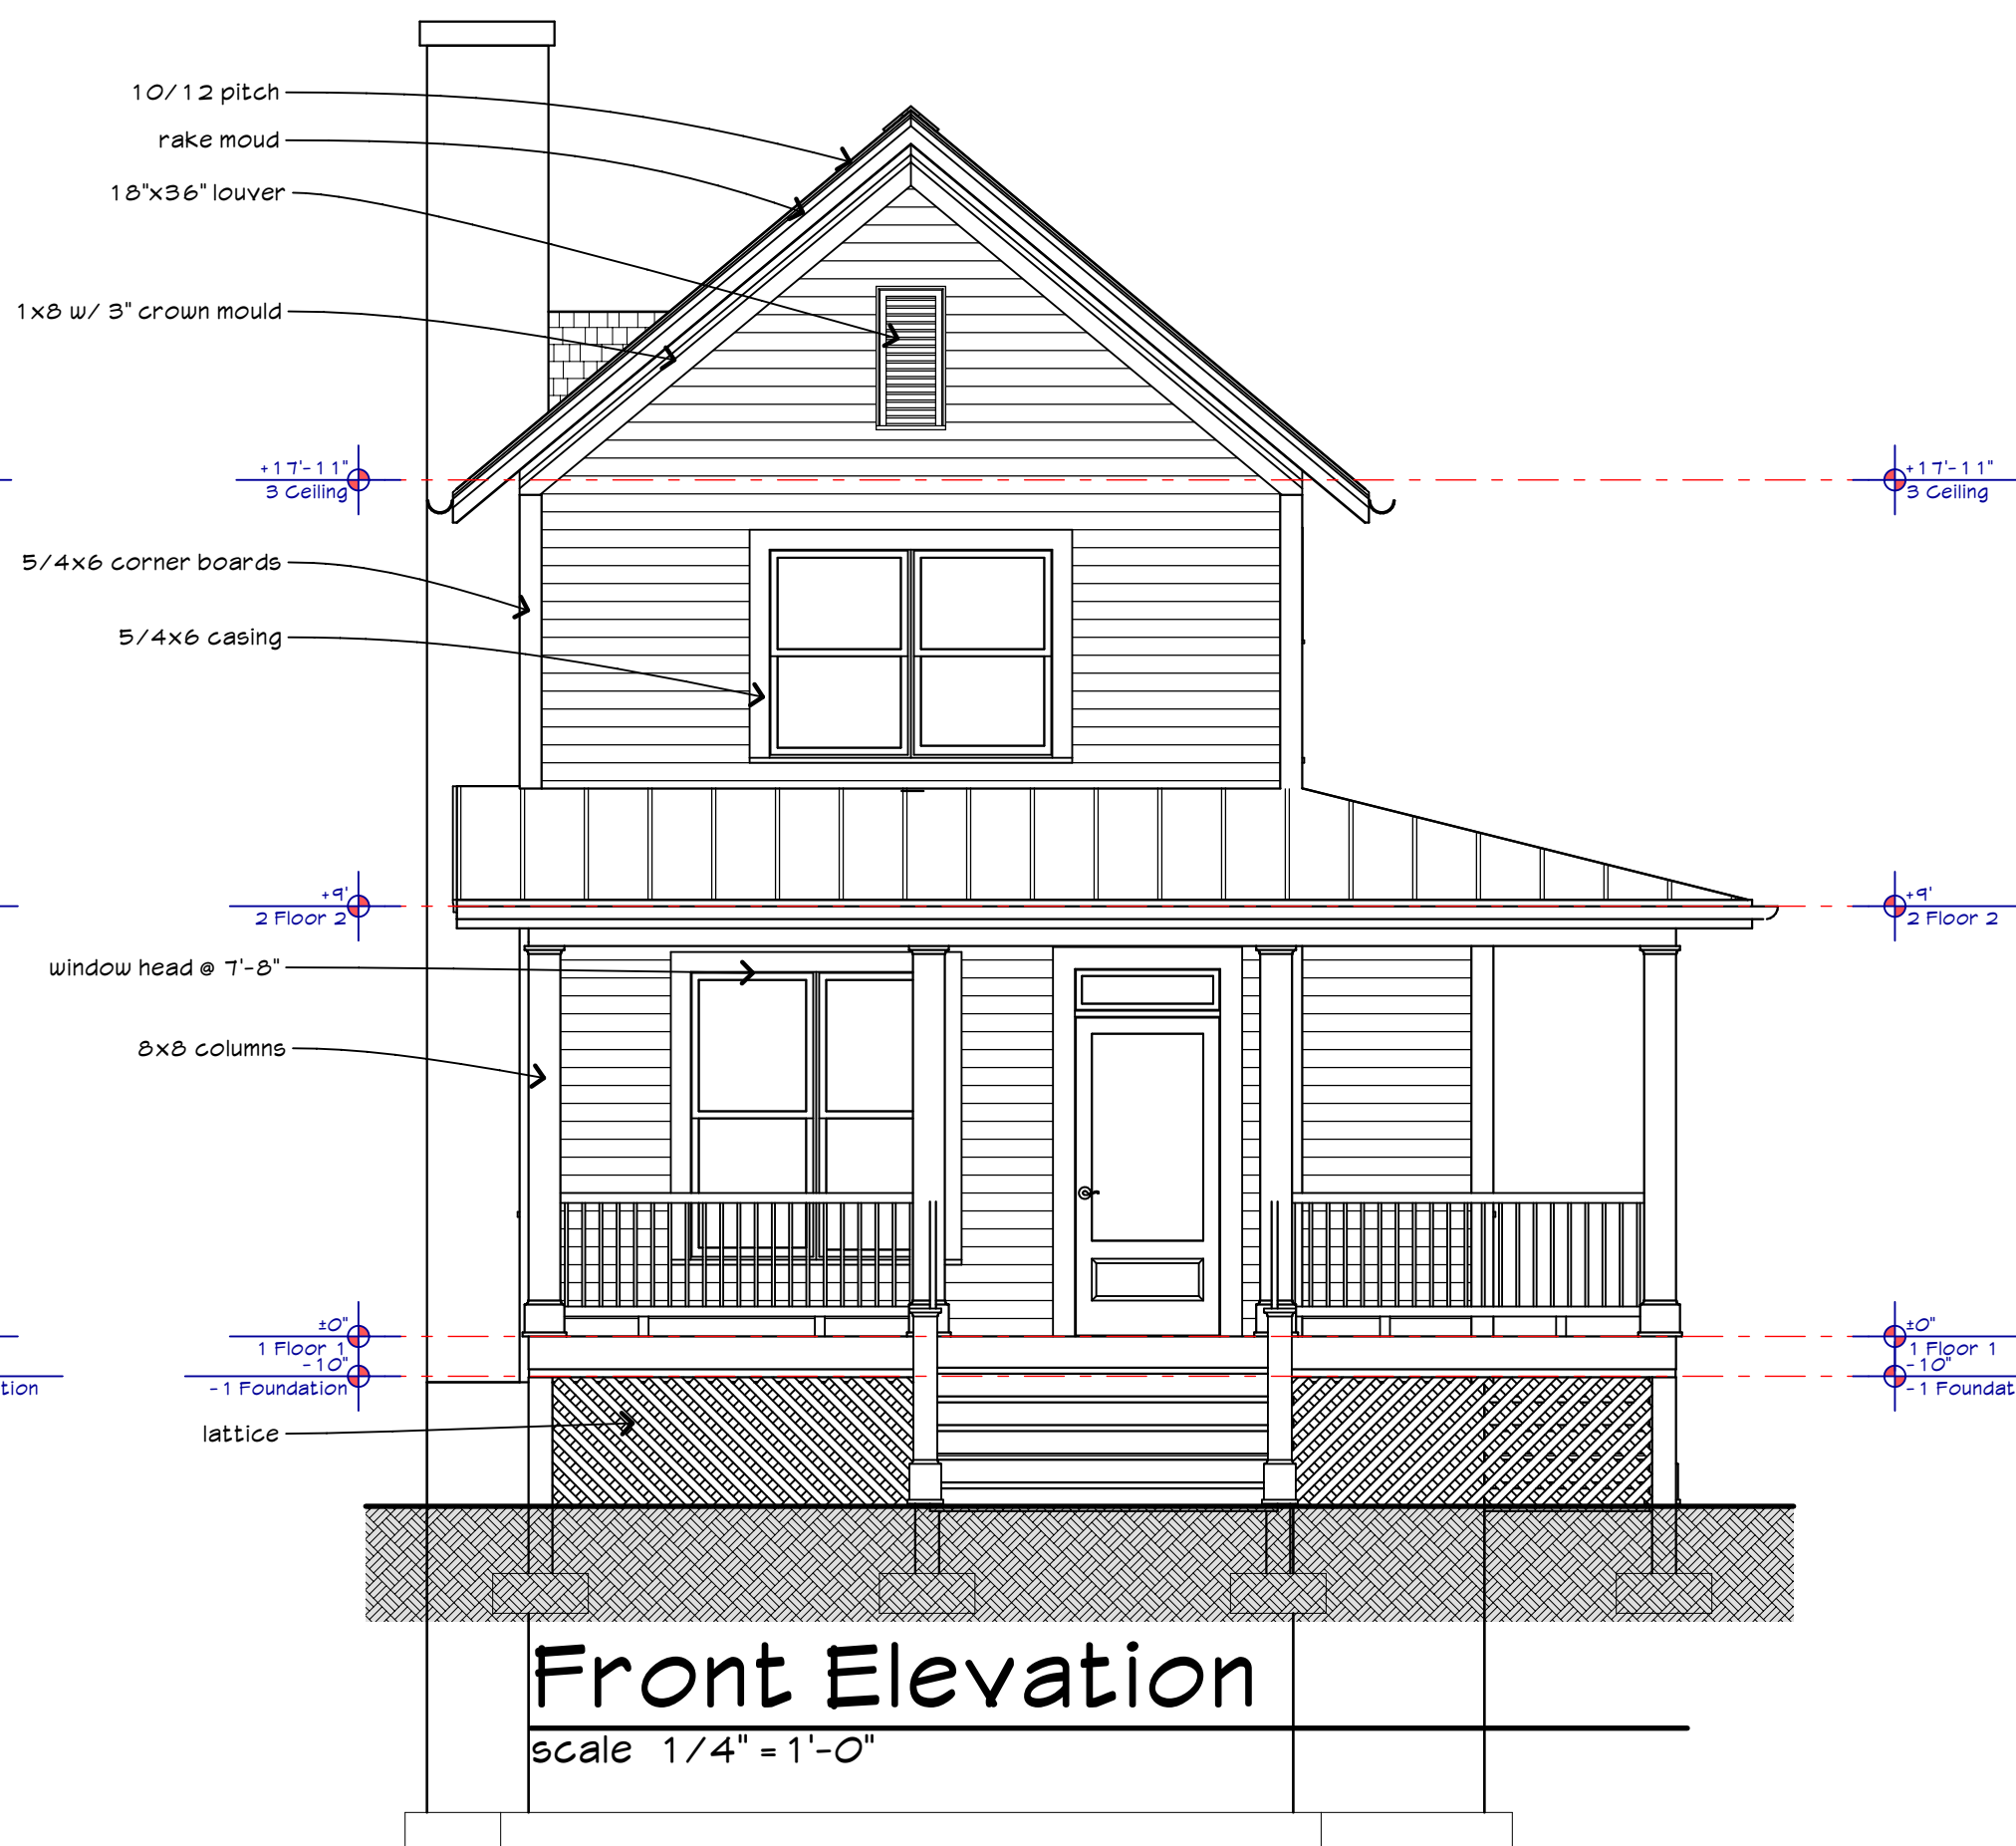 10/12 pitch
rake moud
18"x36" louver
1x8 w/ 3" crown mould
+17'-11"
3 Ceiling
+17'-11"
3 Ceiling
5/4x6 corner boards
5/4x6 casing
+9'
2 Floor 2
+9'
2 Floor 2
window head @ 7'-8"
8x8 columns
±0"
1 Floor 1
-10"
-1 Foundation
±0"
1 Floor 1
-10"
-1 Foundat
tion
lattice
Front Elevation
scale 1/4" = 1'-0"